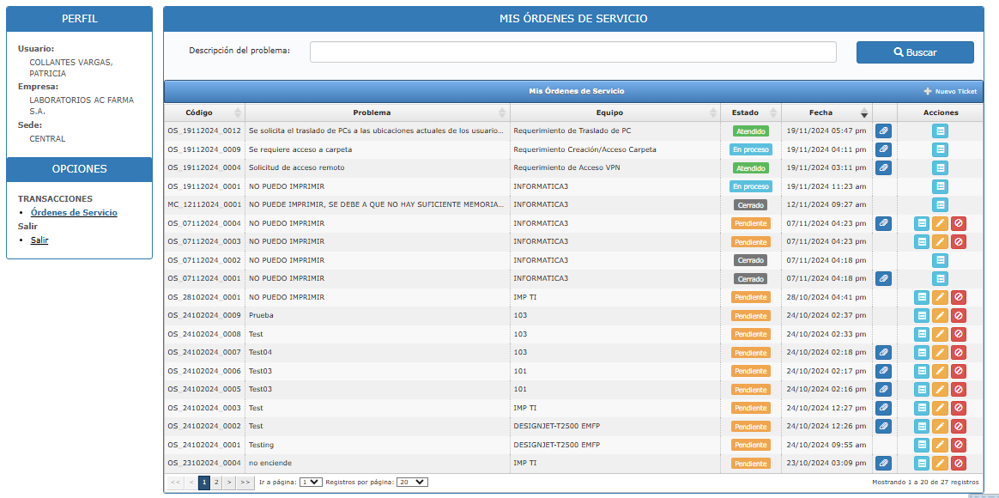 PERFIL
Usuario:
COLLANTES VARGAS,
PATRICIA
Empresa:
LABORATORIOS AC FARMA
S.A.
Sede:
CENTRAL
OPCIONES
TRANSACCIONES
• Órdenes de Servicio
Salir
• Salir
MIS ÓRDENES DE SERVICIO
Descripción del problema:
Buscar
Mis Órdenes de Servicio
Nuevo Ticket
Código Problema Equipo Estado Fecha Acciones
OS_19112024_0012 Se solicita el traslado de PCs a las ubicaciones actuales de los usuario... Requerimiento de Traslado de PC Atendido 19/11/2024 05:47 pm
OS_19112024_0009 Se requiere acceso a carpeta Requerimiento Creación/Acceso Carpeta En proceso 19/11/2024 04:11 pm
OS_19112024_0004 Solicitud de acceso remoto Requerimiento de Acceso VPN Atendido 19/11/2024 03:11 pm
OS_19112024_0001 NO PUEDO IMPRIMIR INFORMATICA3 En proceso 19/11/2024 11:23 am
MC_12112024_0001 NO PUEDE IMPRIMIR, SE DEBE A QUE NO HAY SUFICIENTE MEMORIA... INFORMATICA3 Cerrado 12/11/2024 09:27 am
OS_07112024_0004 NO PUEDO IMPRIMIR INFORMATICA3 Pendiente 07/11/2024 04:23 pm
OS_07112024_0003 NO PUEDO IMPRIMIR INFORMATICA3 Pendiente 07/11/2024 04:23 pm
OS_07112024_0002 NO PUEDO IMPRIMIR INFORMATICA3 Cerrado 07/11/2024 04:18 pm
OS_07112024_0001 NO PUEDO IMPRIMIR INFORMATICA3 Cerrado 07/11/2024 04:18 pm
OS_28102024_0001 NO PUEDO IMPRIMIR IMP TI Pendiente 28/10/2024 04:41 pm
OS_24102024_0009 Prueba 103 Pendiente 24/10/2024 02:37 pm
OS_24102024_0008 Test 103 Pendiente 24/10/2024 02:33 pm
OS_24102024_0007 Test04 103 Pendiente 24/10/2024 02:18 pm
OS_24102024_0006 Test03 101 Pendiente 24/10/2024 02:17 pm
OS_24102024_0005 Test03 101 Pendiente 24/10/2024 02:16 pm
OS_24102024_0003 Test IMP TI Pendiente 24/10/2024 12:27 pm
OS_24102024_0002 Test DESIGNJET-T2500 EMFP Pendiente 24/10/2024 12:26 pm
OS_24102024_0001 Testing DESIGNJET-T2500 EMFP Pendiente 24/10/2024 09:55 am
OS_23102024_0004 no enciende IMP TI Pendiente 23/10/2024 03:09 pm
<< < 1 2 > >> Ir a página: 1 Registros por página: 20 Mostrando 1 a 20 de 27 registros